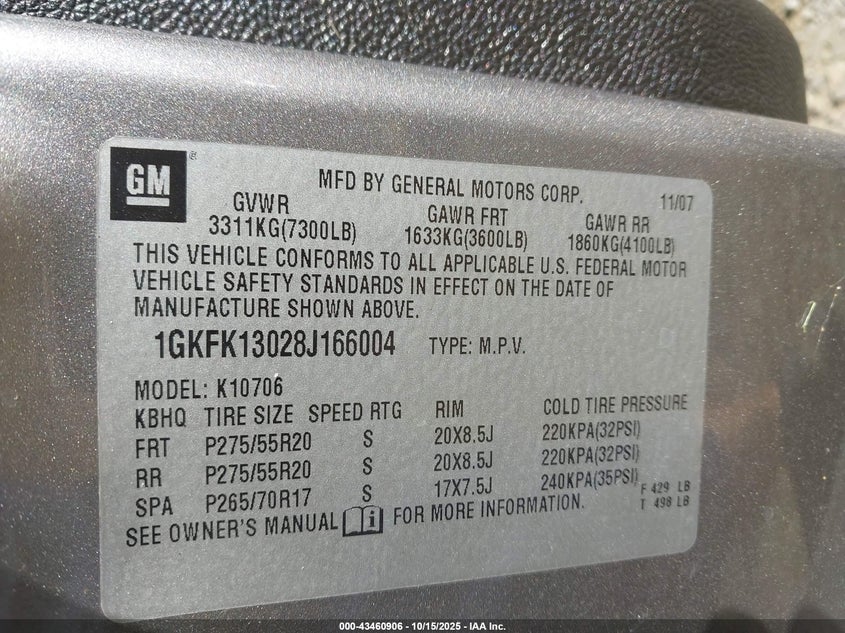 GM ®
MFD BY GENERAL MOTORS CORP. 11/07
GVWR GAWR FRT GAWR RR
3311KG(7300LB) 1633KG(3600LB) 1860KG(4100LB)
THIS VEHICLE CONFORMS TO ALL APPLICABLE U.S. FEDERAL MOTOR
VEHICLE SAFETY STANDARDS IN EFFECT ON THE DATE OF
MANUFACTURE SHOWN ABOVE.
1GKFK13028J166004 TYPE: M.P.V.
MODEL: K10706
KBHQ TIRE SIZE SPEED RTG RIM COLD TIRE PRESSURE
FRT P275/55R20 S 20X8.5J 220KPA(32PSI)
RR P275/55R20 S 20X8.5J 220KPA(32PSI)
SPA P265/70R17 S 17X7.5J 240KPA(35PSI) F 429 LB
T 498 LB
SEE OWNER'S MANUAL i FOR MORE INFORMATION.
000-43460906 - 10/15/2025 - IAA Inc.